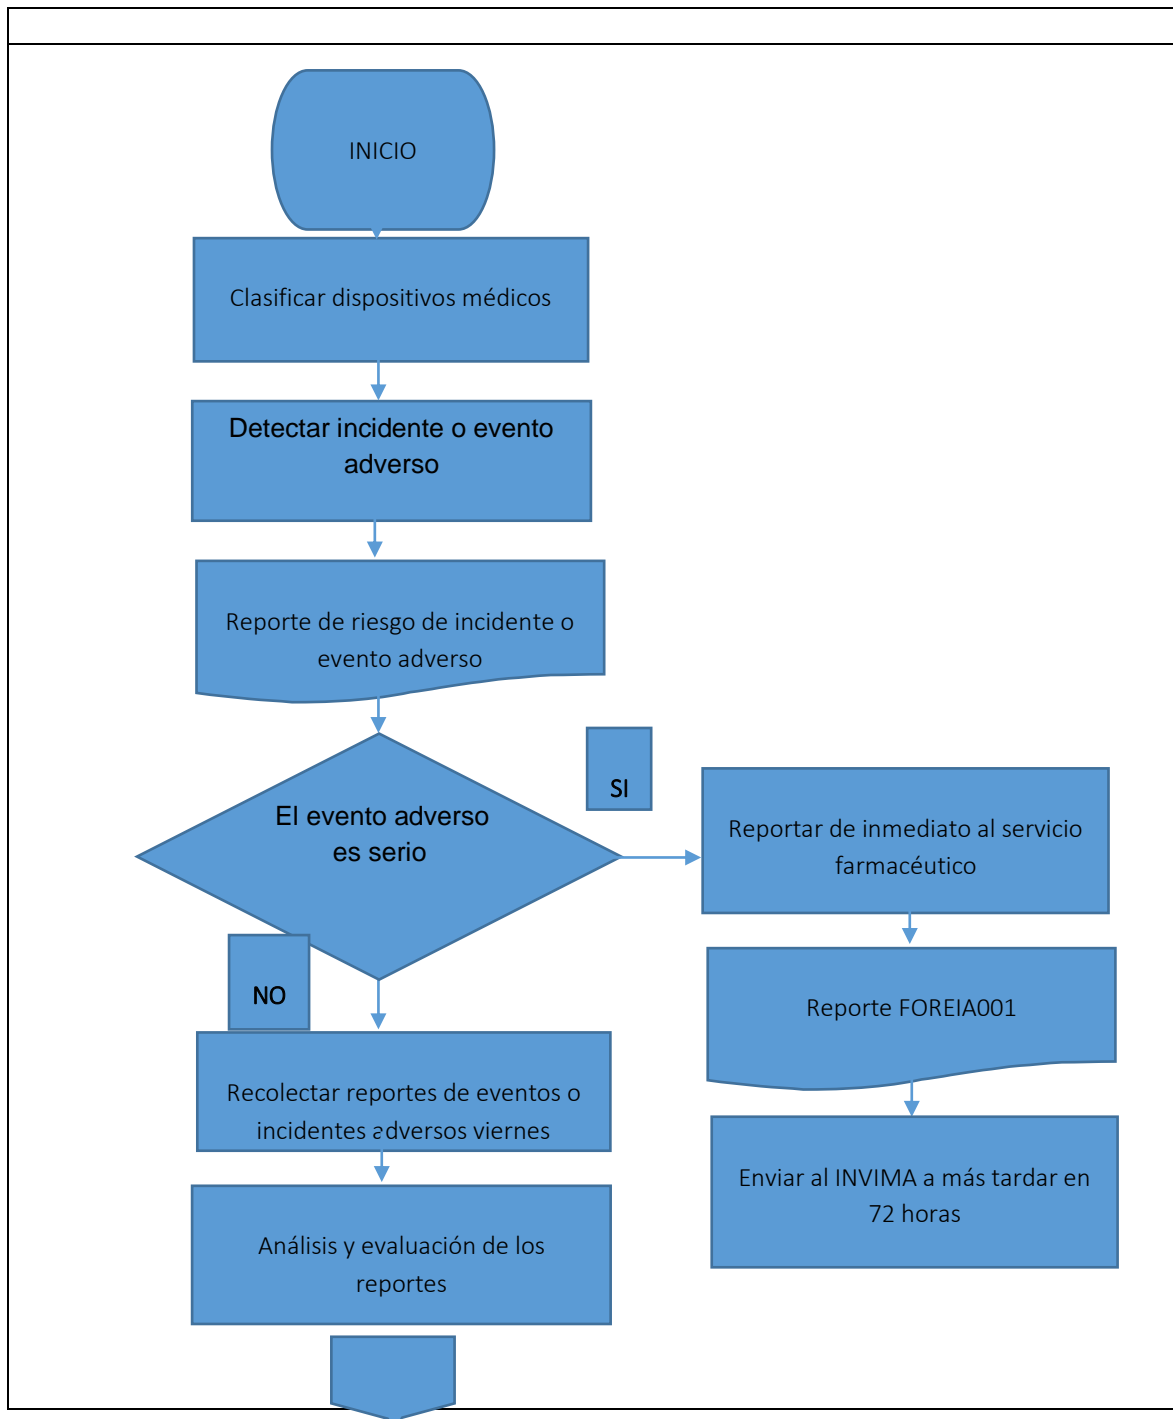 INICIO
Clasificar dispositivos médicos
Detectar incidente o evento
adverso
Reporte de riesgo de incidente o
evento adverso
El evento adverso
es serio
SI
Reportar de inmediato al servicio
farmacéutico
Reporte FOREIA001
Enviar al INVIMA a más tardar en
72 horas
NO
Recolectar reportes de eventos o
incidentes adversos viernes
Análisis y evaluación de los
reportes